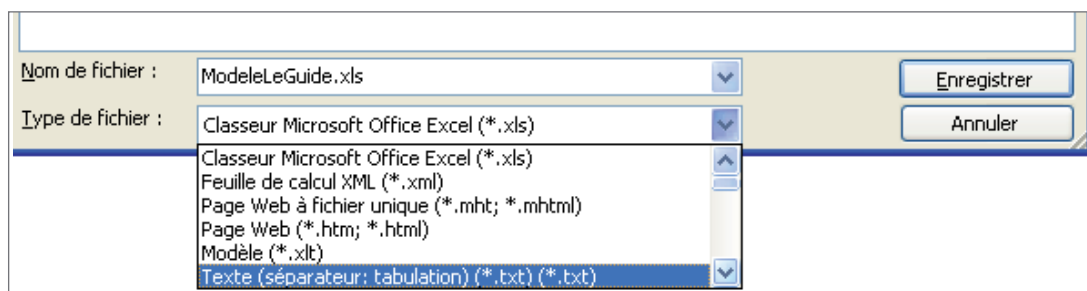 Nom de fichier : ModeleLeGuide.xls Enregistrer
Type de fichier : Classeur Microsoft Office Excel (*.xls) Annuler
Classeur Microsoft Office Excel (*.xls)
Feuille de calcul XML (*.xml)
Page Web à fichier unique (*.mht; *.mhtml)
Page Web (*.htm; *.html)
Modèle (*.xlt)
Texte (séparateur: tabulation) (*.txt) (*.txt)